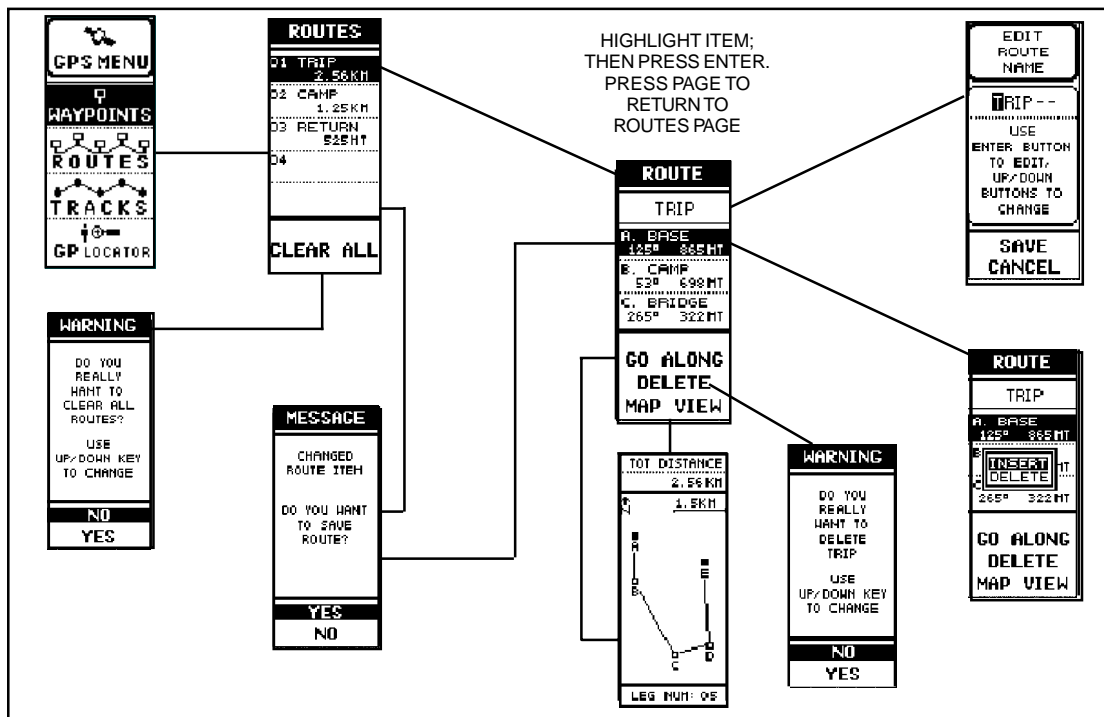 GPS MENU
WAYPOINTS
ROUTES
TRACKS
GP LOCATOR
ROUTES
01 TRIP
2.56KM
02 CAMP
1.25KM
03 RETURN
525MT
04
CLEAR ALL
HIGHLIGHT ITEM;
THEN PRESS ENTER.
PRESS PAGE TO
RETURN TO
ROUTES PAGE
EDIT
ROUTE
NAME
TRIP--
USE
ENTER BUTTON
TO EDIT,
UP/DOWN
BUTTONS TO
CHANGE
SAVE
CANCEL
ROUTE
TRIP
A. BASE
125° 865MT
B. CAMP
53° 698MT
C. BRIDGE
265° 322MT
GO ALONG
DELETE
MAP VIEW
WARNING
DO YOU
REALLY
WANT TO
CLEAR ALL
ROUTES?
USE
UP/DOWN KEY
TO CHANGE
NO
YES
MESSAGE
CHANGED
ROUTE ITEM
DO YOU WANT
TO SAVE
ROUTE?
YES
NO
TOT DISTANCE
2.56KM
1.5KM
A
B
C
D
E
LEG NUM: 05
WARNING
DO YOU
REALLY
WANT TO
DELETE
TRIP
USE
UP/DOWN KEY
TO CHANGE
NO
YES
ROUTE
TRIP
A. BASE
125° 865MT
B
INSERT
MT
DELETE
C
265° 322MT
GO ALONG
DELETE
MAP VIEW